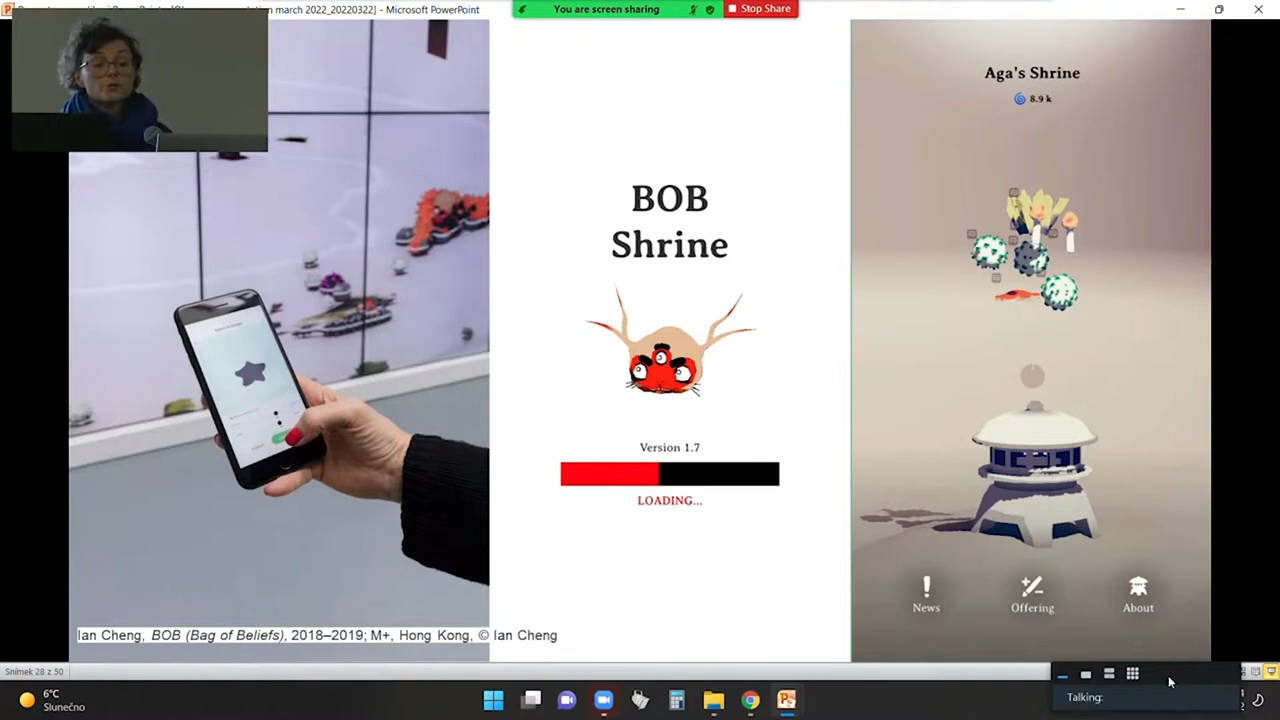 march 2022_20220322] - Microsoft PowerPoint
You are screen sharing
Stop Share
BOB
Shrine
Version 1.7
LOADING...
Aga's Shrine
8.9 k
News
Offering
About
Ian Cheng, BOB (Bag of Beliefs), 2018–2019; M+, Hong Kong, © Ian Cheng
Snímek 28 z 50
Talking:
6°C
Slunečno